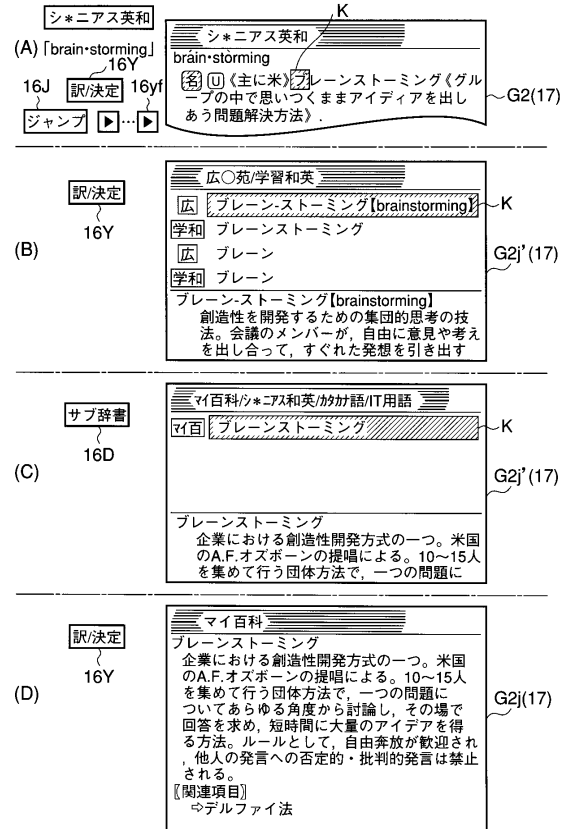 シ＊ニアス英和
(A)「brain･storming」
16Y
16J 訳/決定 16yf
ジャンプ ▶…▶
K
シ＊ニアス英和
bráin･stòrming
名 U《主に米》ブレーンストーミング《グル
ープの中で思いつくままアイディアを出し
あう問題解決方法》.
G2(17)
(B)
訳/決定
16Y
広〇苑/学習和英
広 ブレーン-ストーミング【brainstorming】
K
学和 ブレーンストーミング
広 ブレーン
G2j'(17)
学和 ブレーン
ブレーン-ストーミング【brainstorming】
創造性を開発するための集団的思考の技
法。会議のメンバーが，自由に意見や考え
を出し合って，すぐれた発想を引き出す
(C)
サブ辞書
16D
マイ百科/シ＊ニアス和英/カタカナ語/IT用語
マイ百 ブレーンストーミング
K
G2j'(17)
ブレーンストーミング
企業における創造性開発方式の一つ。米国
のA.F.オズボーンの提唱による。10〜15人
を集めて行う団体方法で，一つの問題に
(D)
訳/決定
16Y
マイ百科
ブレーンストーミング
企業における創造性開発方式の一つ。米国
のA.F.オズボーンの提唱による。10〜15人
を集めて行う団体方法で，一つの問題に
ついてあらゆる角度から討論し，その場で
回答を求め，短時間に大量のアイデアを得
る方法。ルールとして，自由奔放が歓迎され
，他人の発言への否定的・批判的発言は禁止
される。
〖関連項目〗
⇨デルファイ法
G2j(17)